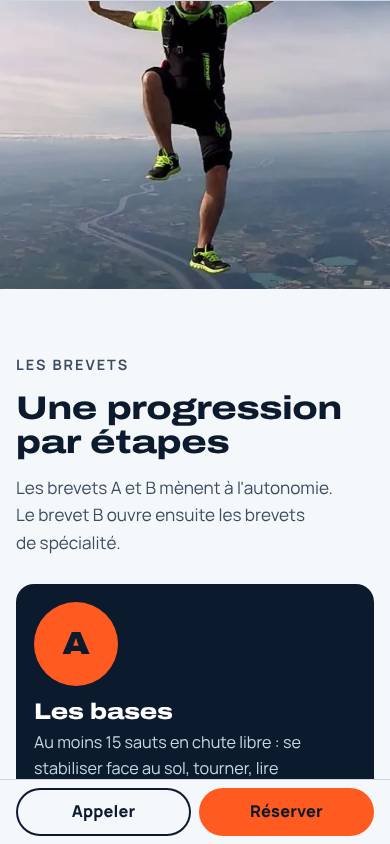 LES BREVETS
Une progression
par étapes
Les brevets A et B mènent à l'autonomie.
Le brevet B ouvre ensuite les brevets
de spécialité.
A
Les bases
Au moins 15 sauts en chute libre : se
stabiliser face au sol, tourner, lire
Appeler
Réserver